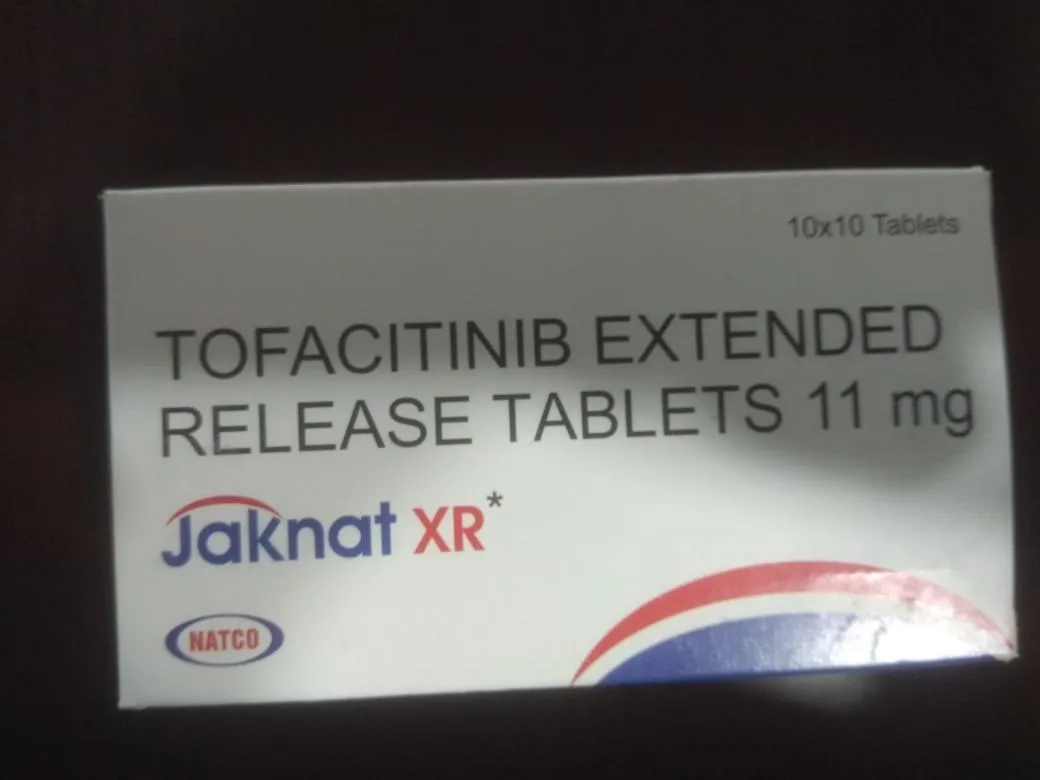 10x10 Tablets
TOFACITINIB EXTENDED
RELEASE TABLETS 11 mg
Jaknat XR*
NATCO